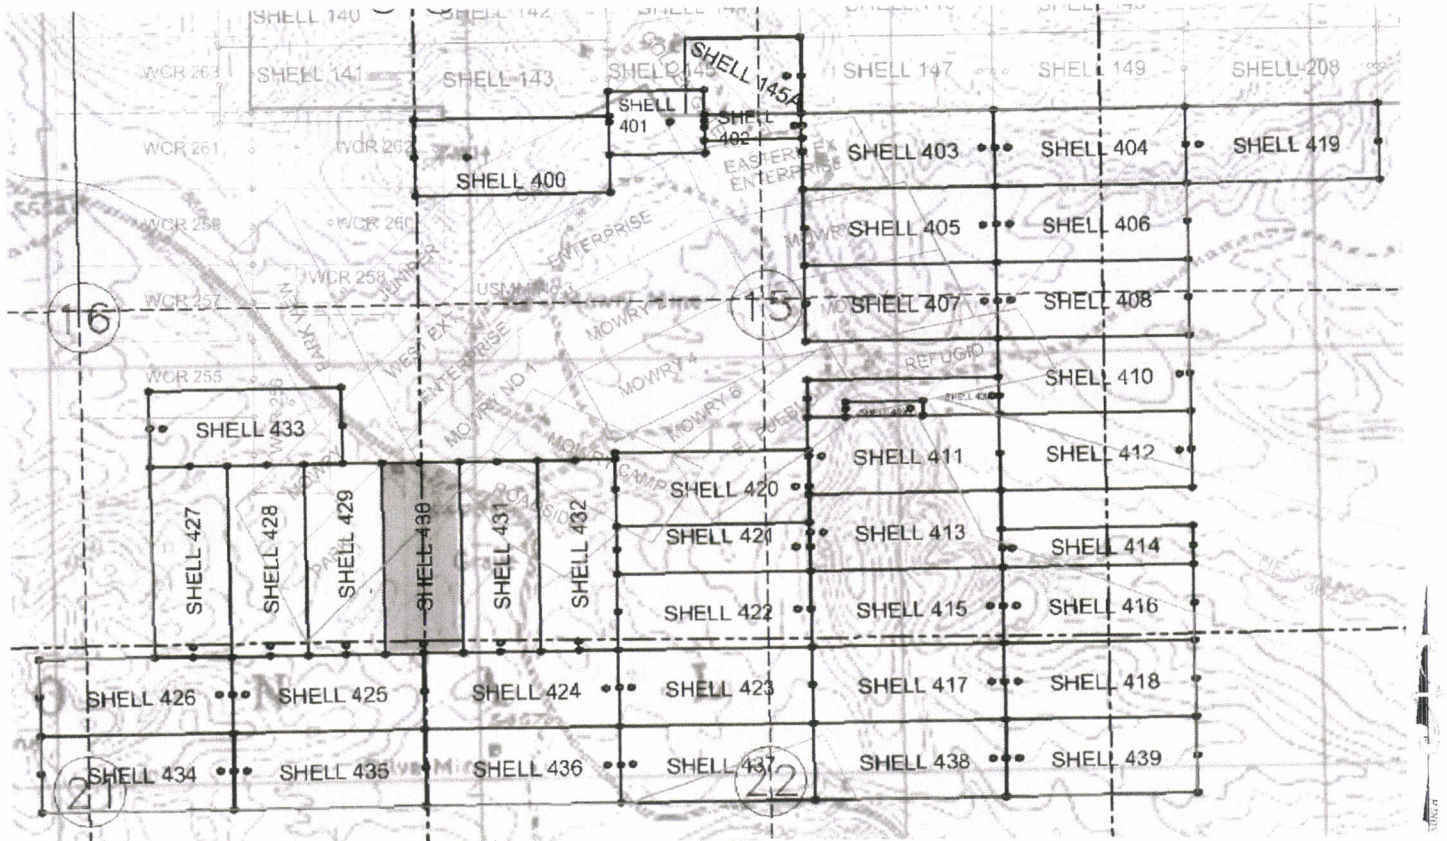 SHELL 140
SHELL 142
WCR 263
SHELL 141
SHELL 143
SHELL 145
SHELL 145A
SHELL 147
SHELL 149
SHELL 208
SHELL
401
SHELL
402
WCR 261
WCR 262
SHELL 400
EASTERN EX
ENTERPRISE
SHELL 403
SHELL 404
SHELL 419
WCR 259
WCR 260
JUNIPER
ENTERPRISE
SHELL 405
SHELL 406
WCR 258
WCR 257
16
15
MOWRY 2
SHELL 407
SHELL 408
PARK VIEW
WEST EX
ENTERPRISE
MOWRY NO 1
MOWRY 4
REFUGIO
WCR 255
WCR 256
SHELL 410
MOWRY 6
SHELL 433
SHELL 411
SHELL 412
CAMP
SHELL 420
ROADSIDE
SHELL 427
SHELL 428
SHELL 429
SHELL 430
SHELL 431
SHELL 432
SHELL 421
SHELL 413
SHELL 414
SHELL 422
SHELL 415
SHELL 416
SHELL 426
SHELL 425
SHELL 424
SHELL 423
SHELL 417
SHELL 418
N
L
SHELL 434
SHELL 435
SHELL 436
SHELL 437
SHELL 438
SHELL 439
21
22
NORTH